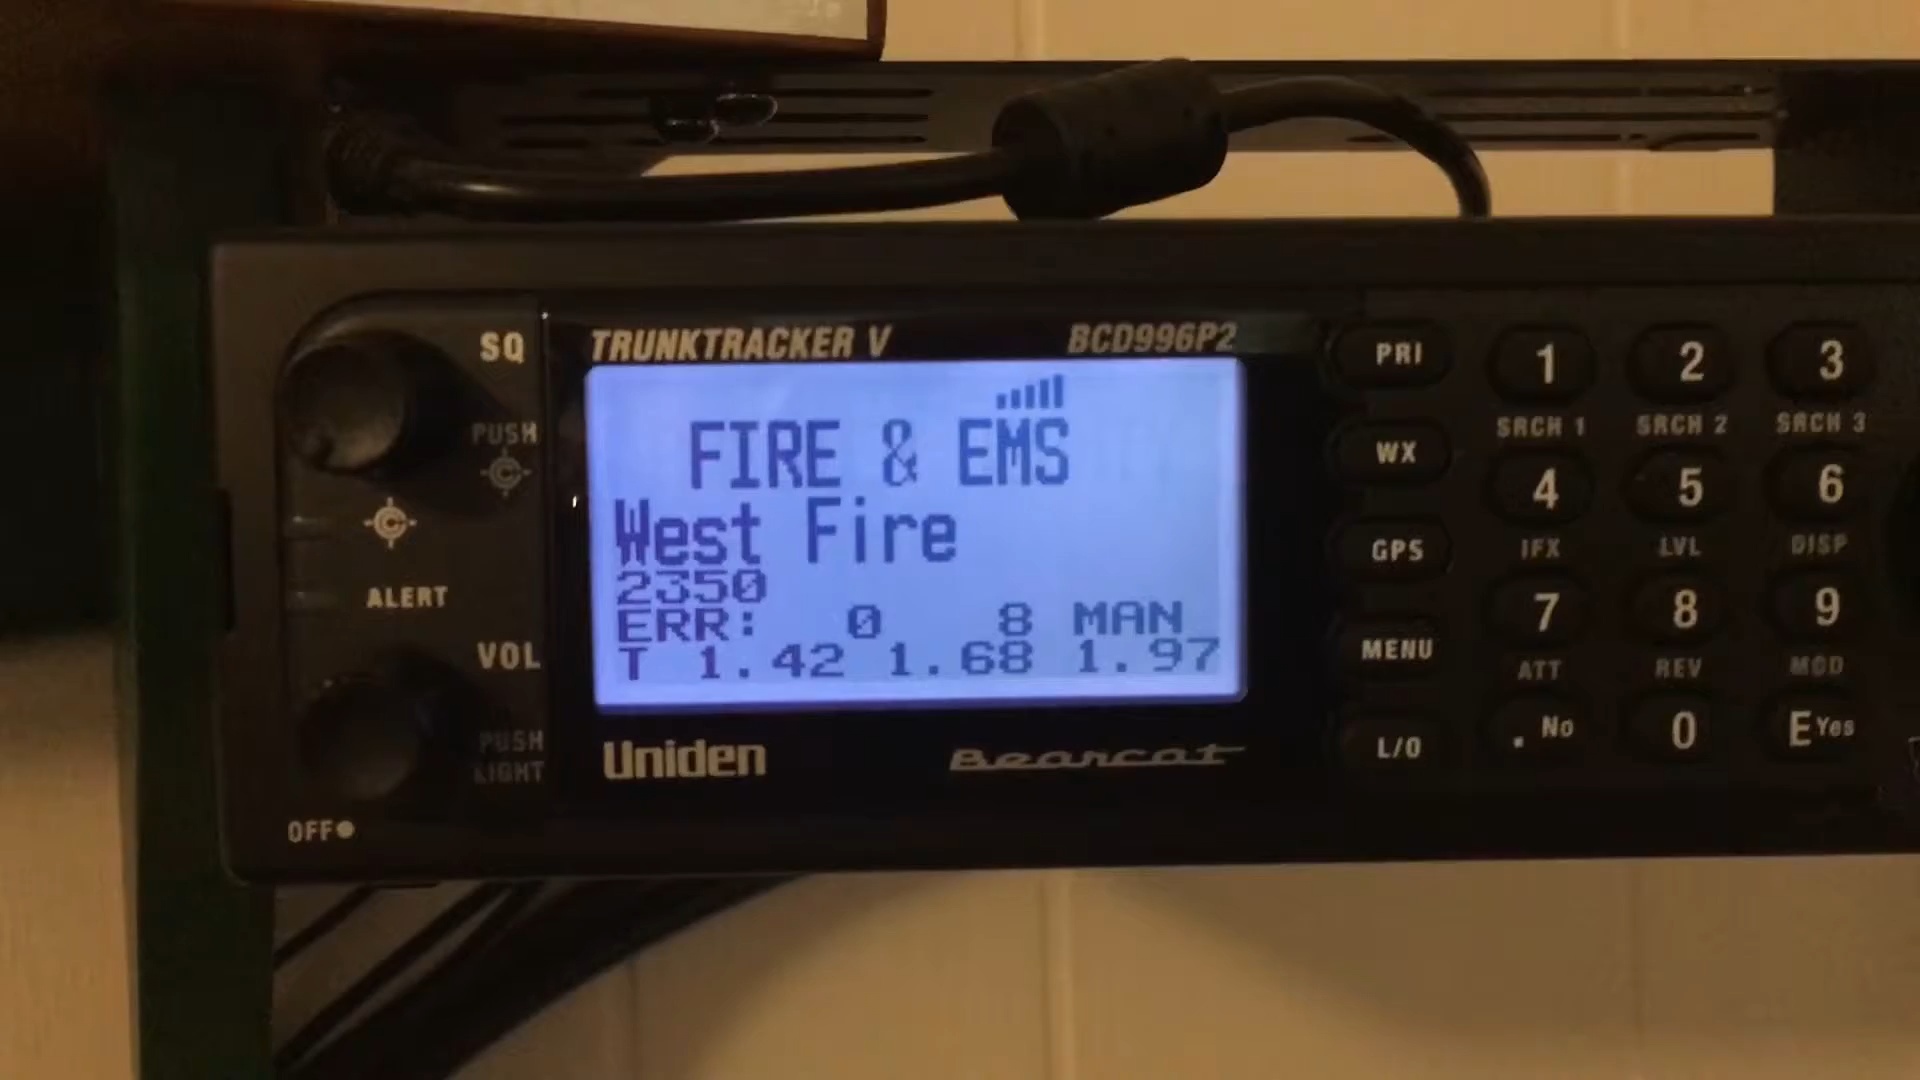 SQ
TRUNKTRACKER V BCD996P2
FIRE & EMS
West Fire
2350
ERR: 0 8 MAN
T 1.42 1.68 1.97
PUSH
ALERT
VOL
PUSH
LIGHT
OFF
Uniden Bearcat
PRI 1 2 3
SRCH 1 SRCH 2 SRCH 3
WX 4 5 6
GPS IFX LVL DISP
7 8 9
MENU ATT REV MOD
L/O . No 0 E Yes